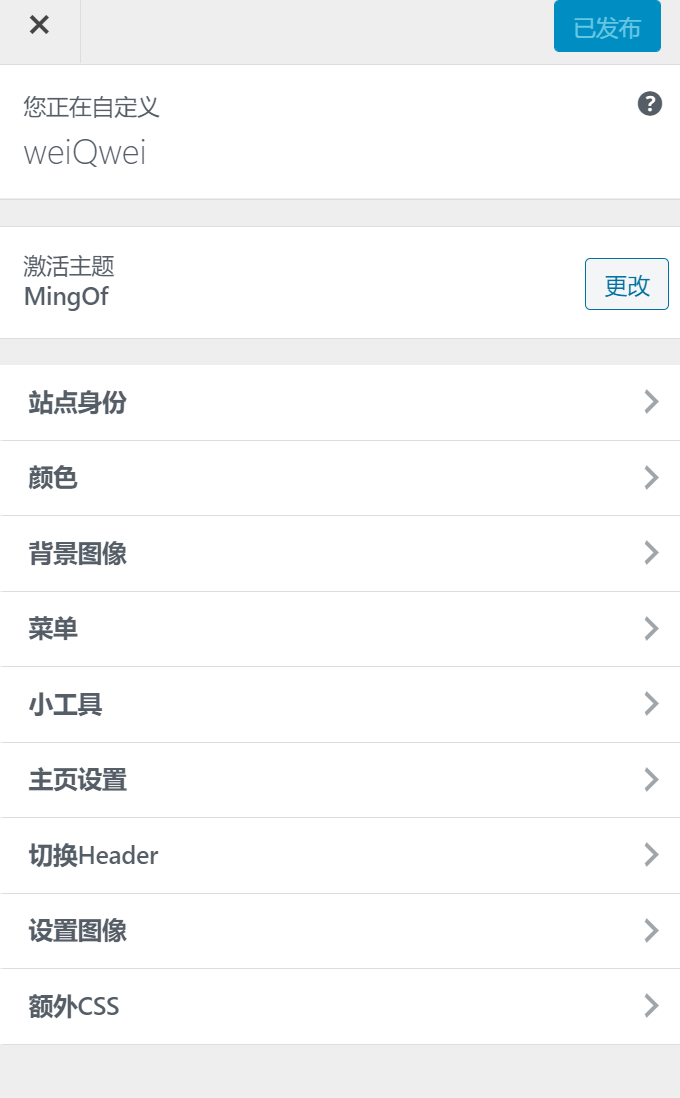 已发布
您正在自定义
weiQwei
激活主题
MingOf
更改
站点身份
颜色
背景图像
菜单
小工具
主页设置
切换Header
设置图像
额外CSS